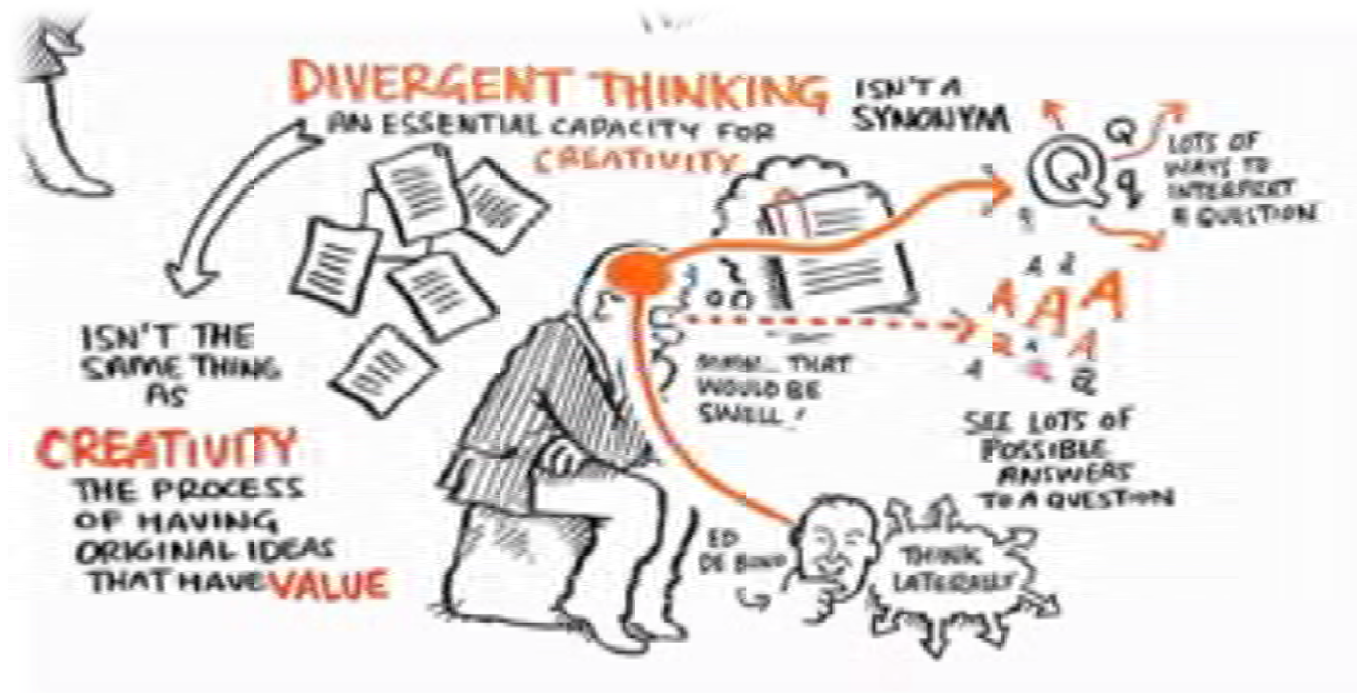 DIVERGENT THINKING
AN ESSENTIAL CAPACITY FOR
CREATIVITY
ISN'T A
SYNONYM
Q Q q
LOTS OF
WAYS TO
INTERPRET
A QUESTION
ISN'T THE
SAME THING
AS
CREATIVITY
THE PROCESS
OF HAVING
ORIGINAL IDEAS
THAT HAVE VALUE
THAT
WOULD BE
SWELL!
A A A
A
SEE LOTS OF
POSSIBLE
ANSWERS
TO A QUESTION
ED
DE BONO
THINK
LATERALLY